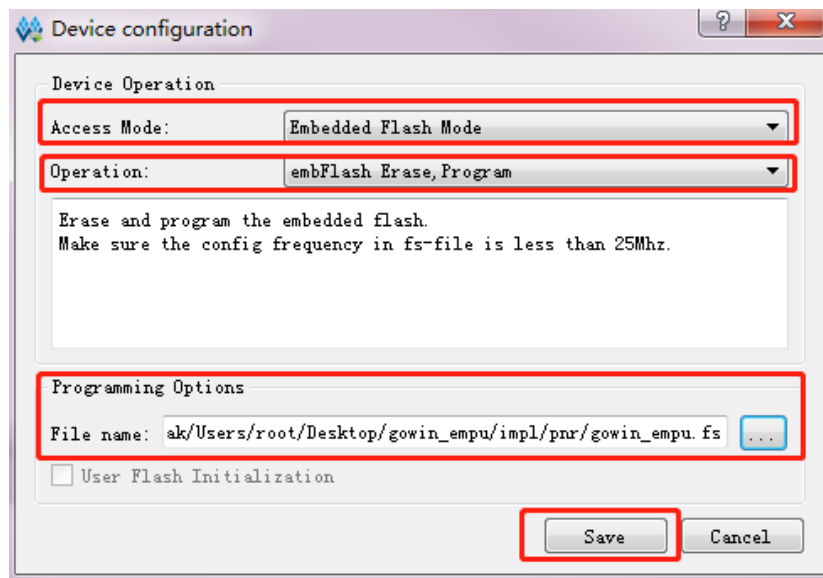 Device configuration
Device Operation
Access Mode: Embedded Flash Mode
Operation: embFlash Erase,Program
Erase and program the embedded flash.
Make sure the config frequency in fs-file is less than 25Mhz.
Programming Options
File name: ak/Users/root/Desktop/gowin_empu/impl/pnr/gowin_empu.fs ...
User Flash Initialization
Save Cancel